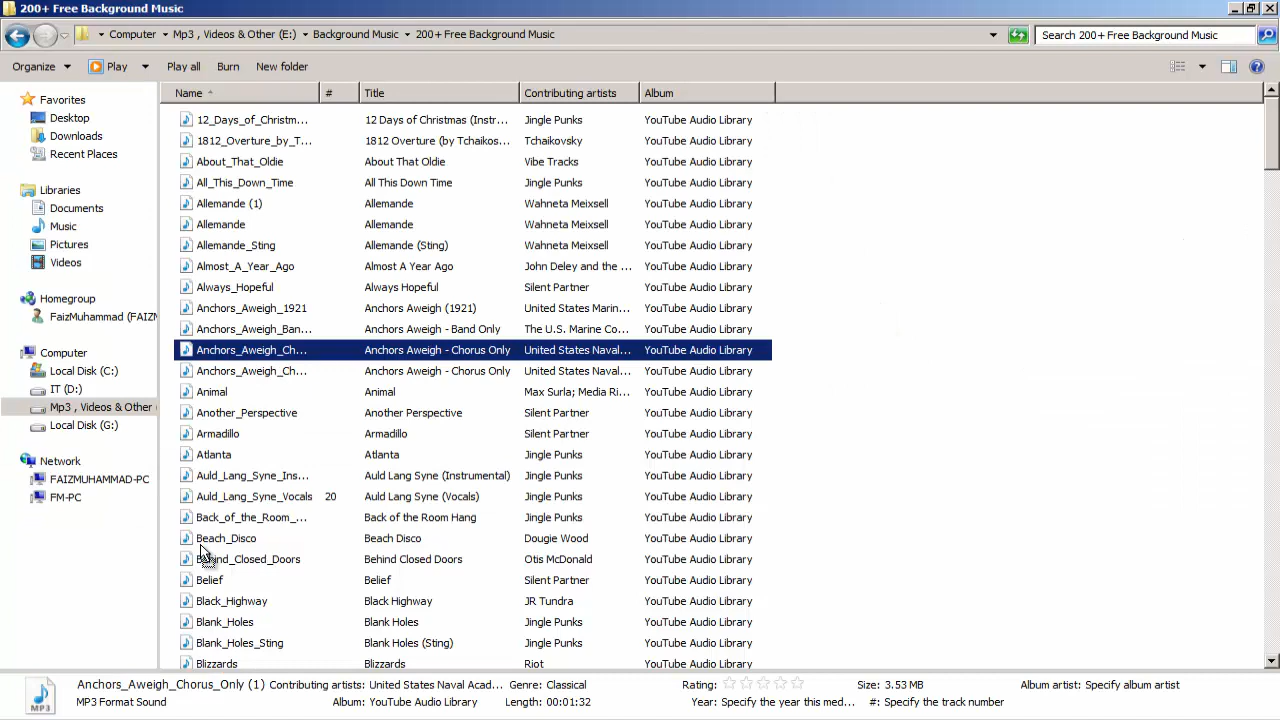 200+ Free Background Music
Computer Mp3 , Videos & Other (E:) Background Music 200+ Free Background Music Search 200+ Free Background Music
Organize Play Play all Burn New folder
Favorites
Desktop
Downloads
Recent Places
Libraries
Documents
Music
Pictures
Videos
Homegroup
FaizMuhammad (FAIZM
Computer
Local Disk (C:)
IT (D:)
Mp3 , Videos & Other (
Local Disk (G:)
Network
FAIZMUHAMMAD-PC
FM-PC
Name # Title Contributing artists Album
12_Days_of_Christm... 12 Days of Christmas (Instr... Jingle Punks YouTube Audio Library
1812_Overture_by_T... 1812 Overture (by Tchaikos... Tchaikovsky YouTube Audio Library
About_That_Oldie About That Oldie Vibe Tracks YouTube Audio Library
All_This_Down_Time All This Down Time Jingle Punks YouTube Audio Library
Allemande (1) Allemande Wahneta Meixsell YouTube Audio Library
Allemande Allemande Wahneta Meixsell YouTube Audio Library
Allemande_Sting Allemande (Sting) Wahneta Meixsell YouTube Audio Library
Almost_A_Year_Ago Almost A Year Ago John Deley and the ... YouTube Audio Library
Always_Hopeful Always Hopeful Silent Partner YouTube Audio Library
Anchors_Aweigh_1921 Anchors Aweigh (1921) United States Marin... YouTube Audio Library
Anchors_Aweigh_Ban... Anchors Aweigh - Band Only The U.S. Marine Co... YouTube Audio Library
Anchors_Aweigh_Ch... Anchors Aweigh - Chorus Only United States Naval... YouTube Audio Library
Anchors_Aweigh_Ch... Anchors Aweigh - Chorus Only United States Naval... YouTube Audio Library
Animal Animal Max Surla; Media Ri... YouTube Audio Library
Another_Perspective Another Perspective Silent Partner YouTube Audio Library
Armadillo Armadillo Silent Partner YouTube Audio Library
Atlanta Atlanta Jingle Punks YouTube Audio Library
Auld_Lang_Syne_Ins... Auld Lang Syne (Instrumental) Jingle Punks YouTube Audio Library
Auld_Lang_Syne_Vocals 20 Auld Lang Syne (Vocals) Jingle Punks YouTube Audio Library
Back_of_the_Room_... Back of the Room Hang Jingle Punks YouTube Audio Library
Beach_Disco Beach Disco Dougie Wood YouTube Audio Library
Behind_Closed_Doors Behind Closed Doors Otis McDonald YouTube Audio Library
Belief Belief Silent Partner YouTube Audio Library
Black_Highway Black Highway JR Tundra YouTube Audio Library
Blank_Holes Blank Holes Jingle Punks YouTube Audio Library
Blank_Holes_Sting Blank Holes (Sting) Jingle Punks YouTube Audio Library
Blizzards Blizzards Riot YouTube Audio Library
Anchors_Aweigh_Chorus_Only (1) Contributing artists: United States Naval Acad... Genre: Classical Rating: Size: 3.53 MB Album artist: Specify album artist
MP3 Format Sound Album: YouTube Audio Library Length: 00:01:32 Year: Specify the year this med... #: Specify the track number
MP3